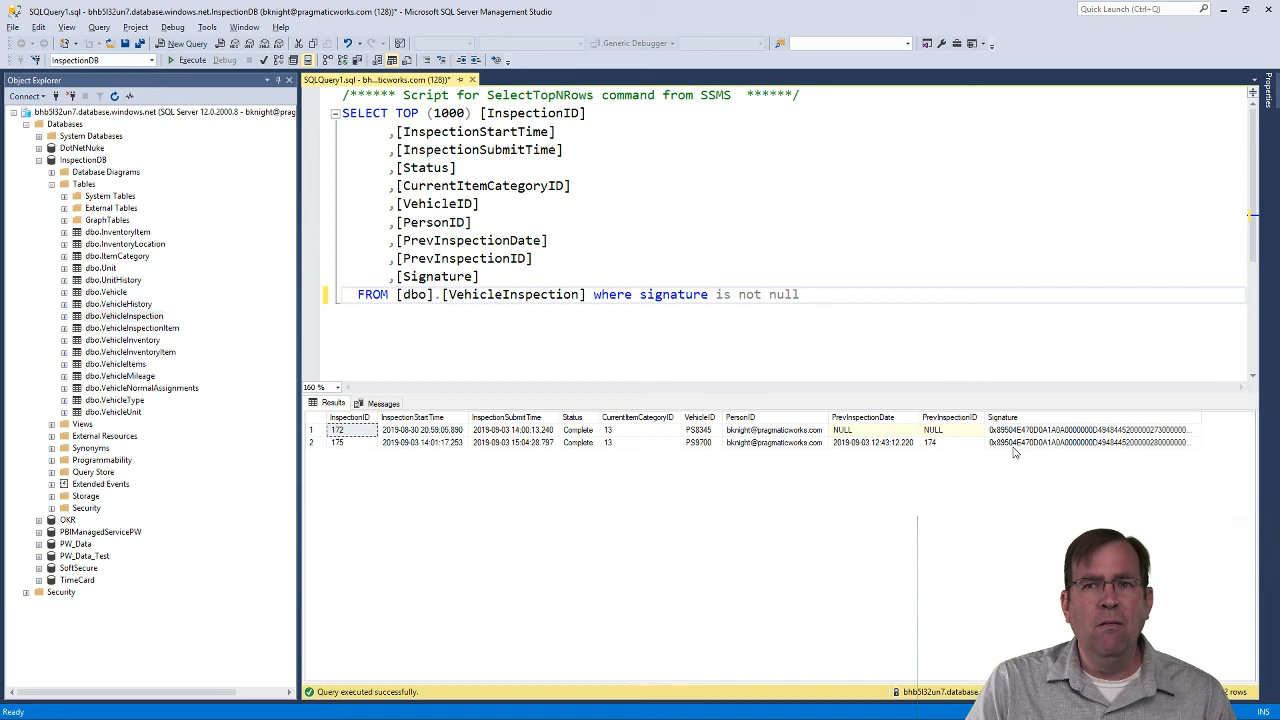 SQLQuery1.sql - bhb5l32un7.database.windows.net.InspectionDB (bknight@pragmaticworks.com (128))* - Microsoft SQL Server Management Studio
Quick Launch (Ctrl+Q)
File Edit View Query Project Debug Tools Window Help
New Query
Generic Debugger
InspectionDB
Execute Debug
Object Explorer
Connect
bhb5l32un7.database.windows.net (SQL Server 12.0.2000.8 - bknight@prag
Databases
System Databases
DotNetNuke
InspectionDB
Database Diagrams
Tables
System Tables
External Tables
GraphTables
dbo.InventoryItem
dbo.InventoryLocation
dbo.ItemCategory
dbo.Unit
dbo.UnitHistory
dbo.Vehicle
dbo.VehicleHistory
dbo.VehicleInspection
dbo.VehicleInspectionItem
dbo.VehicleInventory
dbo.VehicleInventoryItem
dbo.VehicleItems
dbo.VehicleMileage
dbo.VehicleNormalAssignments
dbo.VehicleType
dbo.VehicleUnit
Views
External Resources
Synonyms
Programmability
Query Store
Extended Events
Storage
Security
OKR
PBIManagedServicePW
PW_Data
PW_Data_Test
SoftSecure
TimeCard
Security
SQLQuery1.sql - bh...ticworks.com (128))*
/****** Script for SelectTopNRows command from SSMS ******/
SELECT TOP (1000) [InspectionID]
,[InspectionStartTime]
,[InspectionSubmitTime]
,[Status]
,[CurrentItemCategoryID]
,[VehicleID]
,[PersonID]
,[PrevInspectionDate]
,[PrevInspectionID]
,[Signature]
FROM [dbo].[VehicleInspection] where signature is not null
160 %
Results Messages
InspectionID InspectionStartTime InspectionSubmitTime Status CurrentItemCategoryID VehicleID PersonID PrevInspectionDate PrevInspectionID Signature
1 172 2019-08-30 20:59:05.890 2019-09-03 14:00:13.240 Complete 13 PS8345 bknight@pragmaticworks.com NULL NULL 0x89504E470D0A1A0A0000000D49484452000000273000000...
2 175 2019-09-03 14:01:17.253 2019-09-03 15:04:28.797 Complete 13 PS9700 bknight@pragmaticworks.com 2019-09-03 12:43:12.220 174 0x89504E470D0A1A0A0000000D49484452000000280000000...
Query executed successfully.
bhb5l32un7.database.
2 rows
Ready
INS
Properties